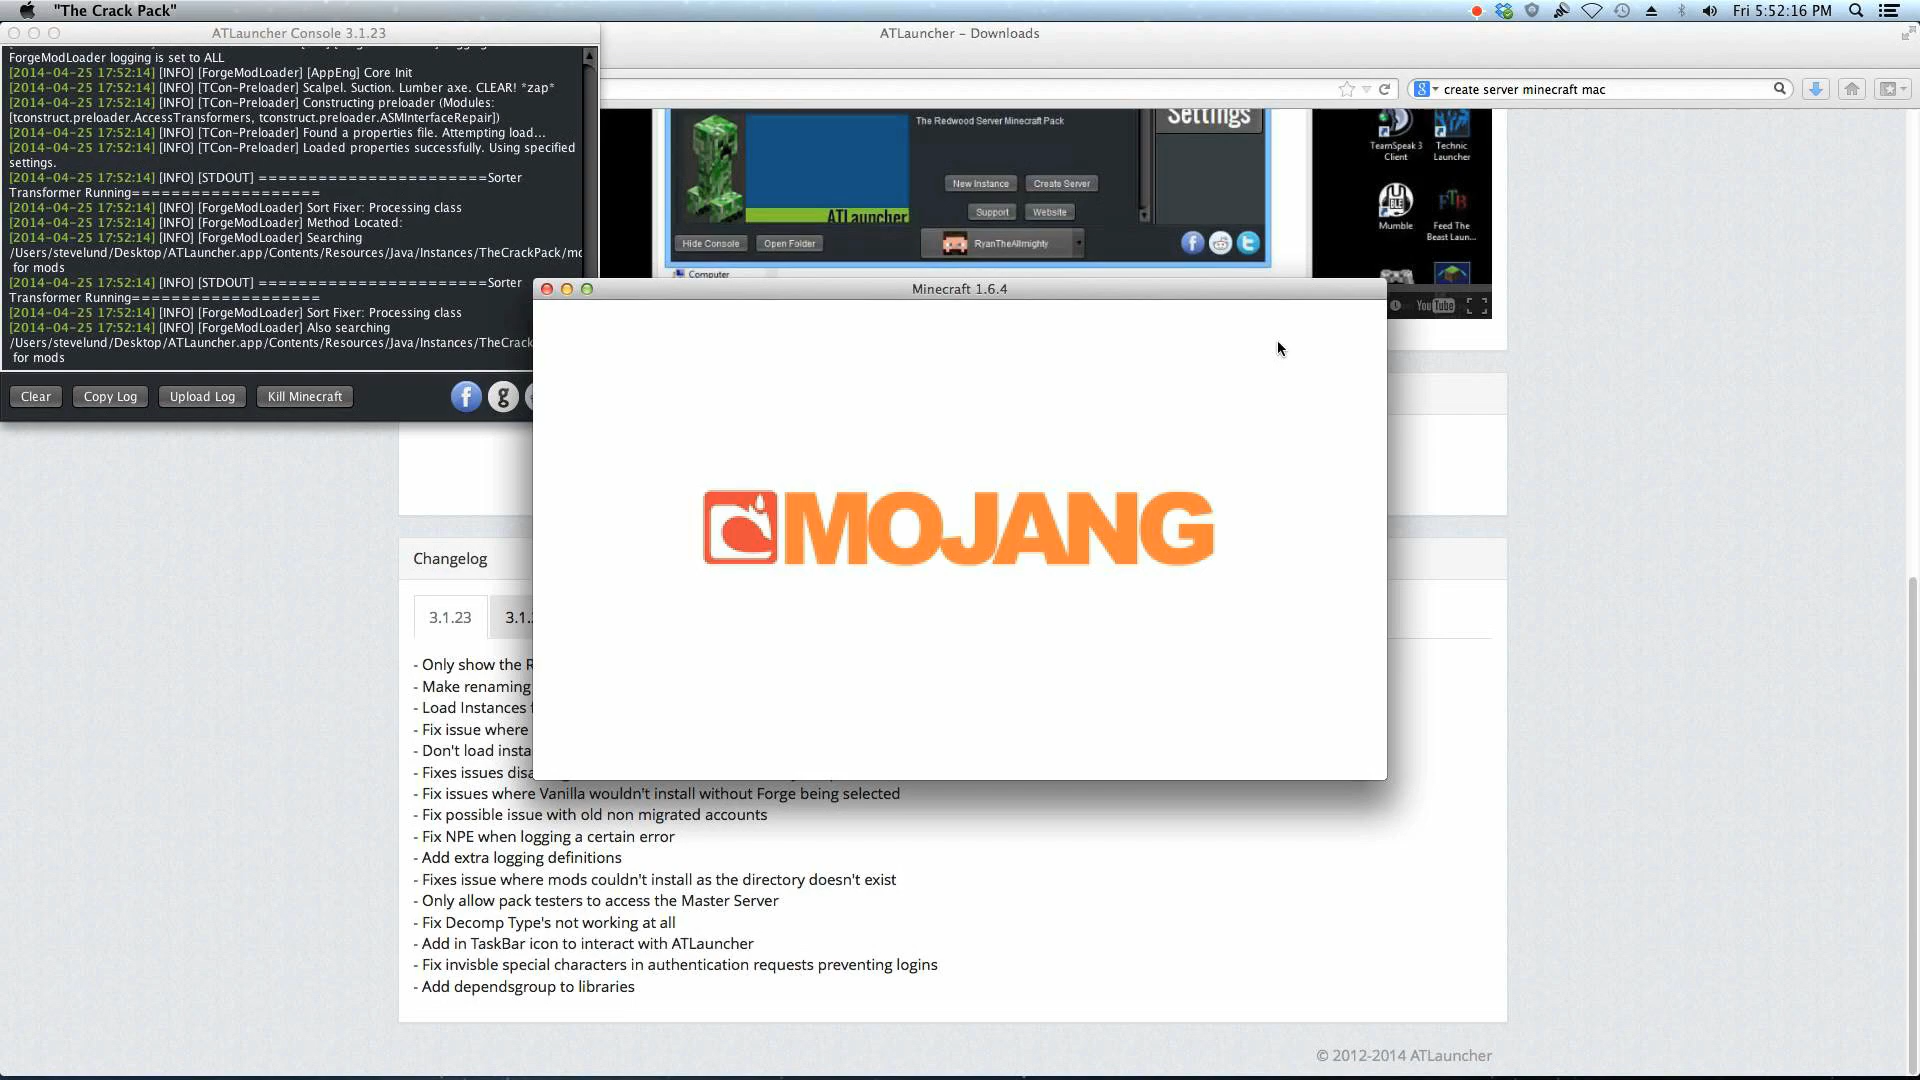 "The Crack Pack"
Fri 5:52:16 PM
ATLauncher Console 3.1.23
ForgeModLoader logging is set to ALL
[2014-04-25 17:52:14] [INFO] [ForgeModLoader] [AppEng] Core Init
[2014-04-25 17:52:14] [INFO] [TCon-Preloader] Scalpel. Suction. Lumber axe. CLEAR! *zap*
[2014-04-25 17:52:14] [INFO] [TCon-Preloader] Constructing preloader (Modules:
[tconstruct.preloader.AccessTransformers, tconstruct.preloader.ASMInterfaceRepair])
[2014-04-25 17:52:14] [INFO] [TCon-Preloader] Found a properties file. Attempting load...
[2014-04-25 17:52:14] [INFO] [TCon-Preloader] Loaded properties successfully. Using specified
settings.
[2014-04-25 17:52:14] [INFO] [STDOUT] =======================Sorter
Transformer Running===================
[2014-04-25 17:52:14] [INFO] [ForgeModLoader] Sort Fixer: Processing class
[2014-04-25 17:52:14] [INFO] [ForgeModLoader] Method Located:
[2014-04-25 17:52:14] [INFO] [ForgeModLoader] Searching
/Users/stevelund/Desktop/ATLauncher.app/Contents/Resources/Java/Instances/TheCrackPack/mo
for mods
[2014-04-25 17:52:14] [INFO] [STDOUT] =======================Sorter
Transformer Running===================
[2014-04-25 17:52:14] [INFO] [ForgeModLoader] Sort Fixer: Processing class
[2014-04-25 17:52:14] [INFO] [ForgeModLoader] Also searching
/Users/stevelund/Desktop/ATLauncher.app/Contents/Resources/Java/Instances/TheCrack
for mods
Clear
Copy Log
Upload Log
Kill Minecraft
ATLauncher – Downloads
create server minecraft mac
The Redwood Server Minecraft Pack
Settings
New Instance
Create Server
Support
Website
ATLauncher
Hide Console
Open Folder
RyanTheAllmighty
Computer
TeamSpeak 3
Client
Technic
Launcher
Mumble
Feed The
Beast Laun...
YouTube
Minecraft 1.6.4
MOJANG
Changelog
3.1.23
3.1.
- Only show the R
- Make renaming
- Load Instances
- Fix issue where
- Don't load insta
- Fixes issues disa
- Fix issues where Vanilla wouldn't install without Forge being selected
- Fix possible issue with old non migrated accounts
- Fix NPE when logging a certain error
- Add extra logging definitions
- Fixes issue where mods couldn't install as the directory doesn't exist
- Only allow pack testers to access the Master Server
- Fix Decomp Type's not working at all
- Add in TaskBar icon to interact with ATLauncher
- Fix invisble special characters in authentication requests preventing logins
- Add dependsgroup to libraries
© 2012-2014 ATLauncher